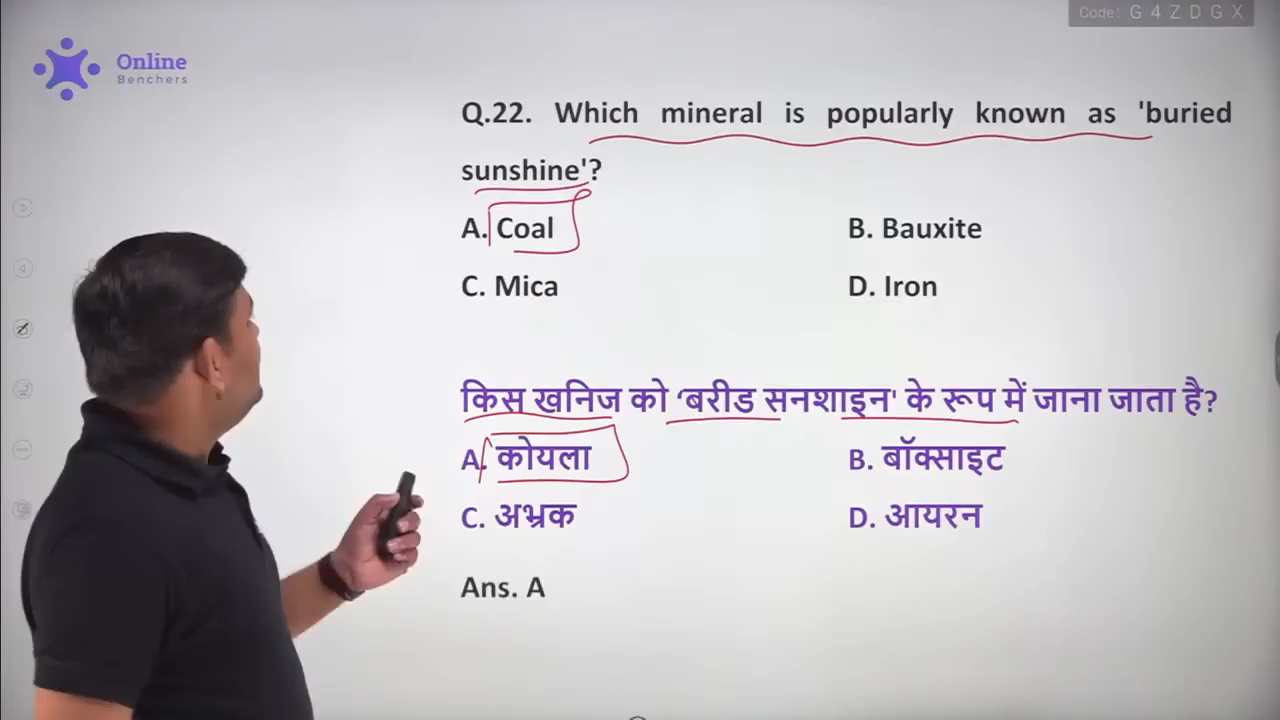 Code: G 4 Z D G X
Online
Benchers
Q.22. Which mineral is popularly known as 'buried
sunshine'?
A. Coal B. Bauxite
C. Mica D. Iron
किस खनिज को ‘बरीड सनशाइन' के रूप में जाना जाता है?
A. कोयला B. बॉक्साइट
C. अभ्रक D. आयरन
Ans. A